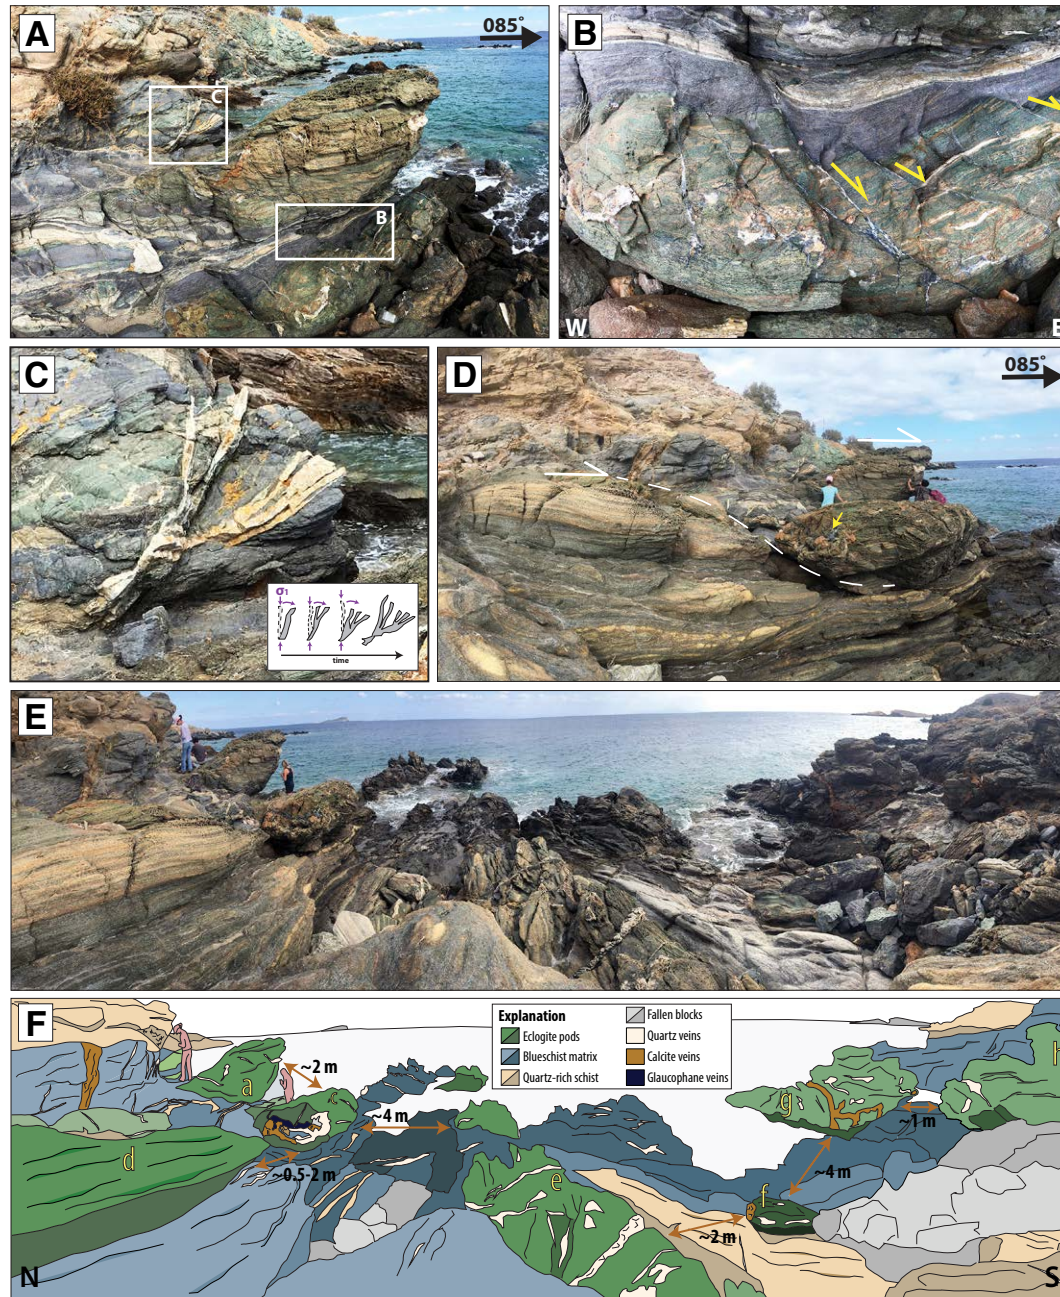 A
085°
C
B
B
W
E
C
σ1
time
D
085°
E
F
Explanation
Eclogite pods
Blueschist matrix
Quartz-rich schist
Fallen blocks
Quartz veins
Calcite veins
Glaucophane veins
~2 m
a
c
~4 m
d
~0.5-2 m
e
f
~2 m
g
~1 m
~4 m
h
N
S